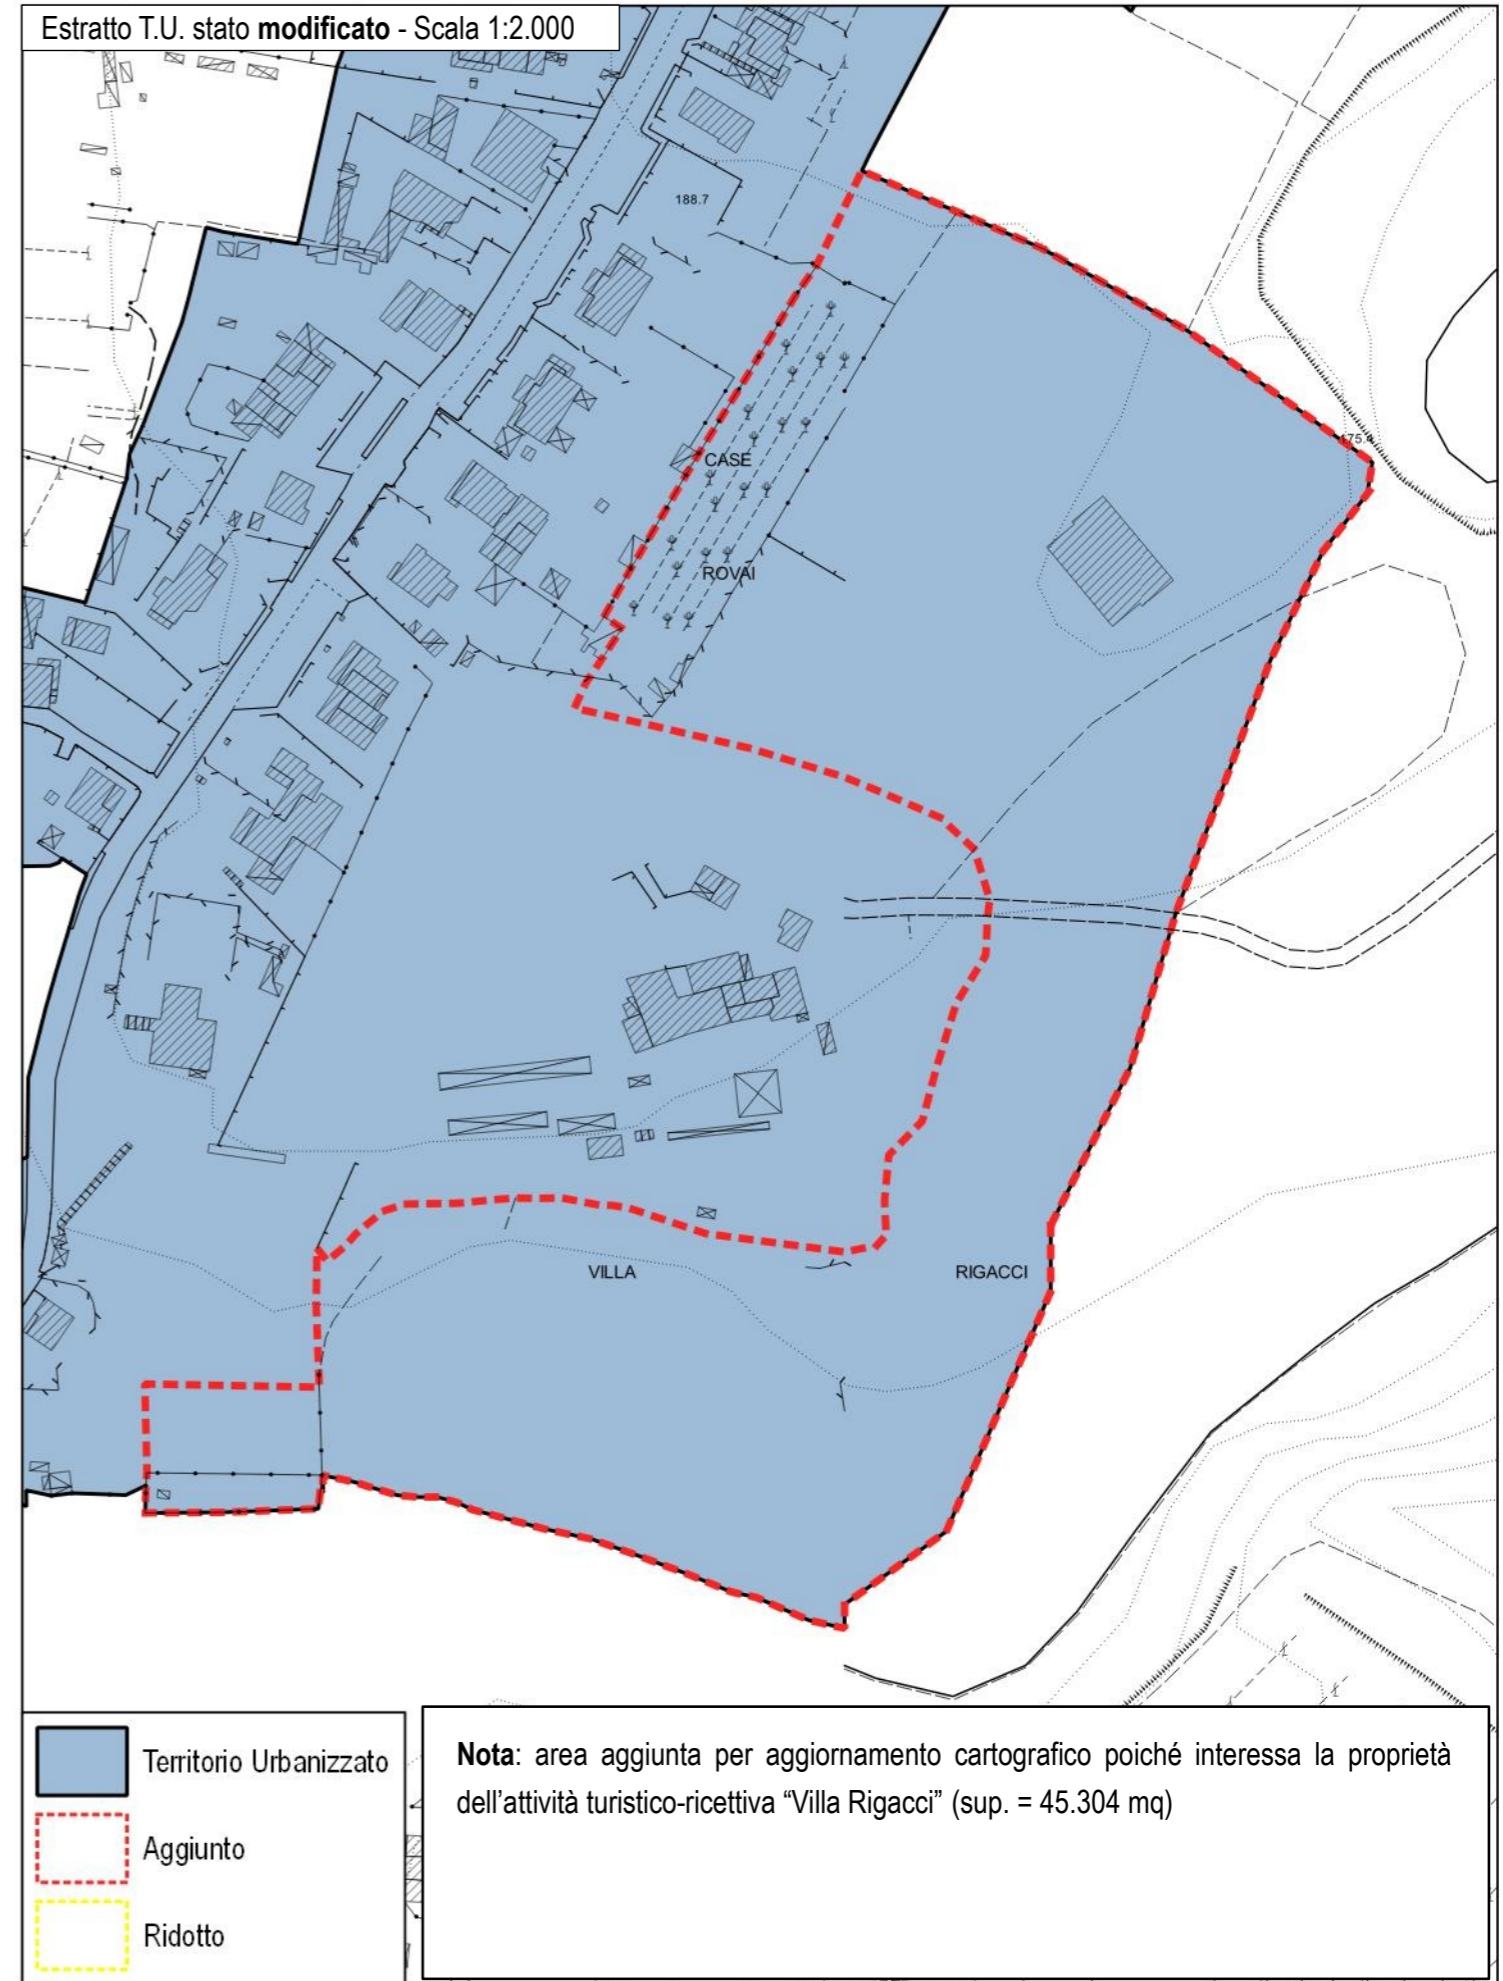 Estratto T.U. stato modificato - Scala 1:2.000
188.7
CASE
ROVAI
VILLA
RIGACCI
Territorio Urbanizzato
Aggiunto
Ridotto
Nota: area aggiunta per aggiornamento cartografico poiché interessa la proprietà
dell’attività turistico-ricettiva “Villa Rigacci” (sup. = 45.304 mq)